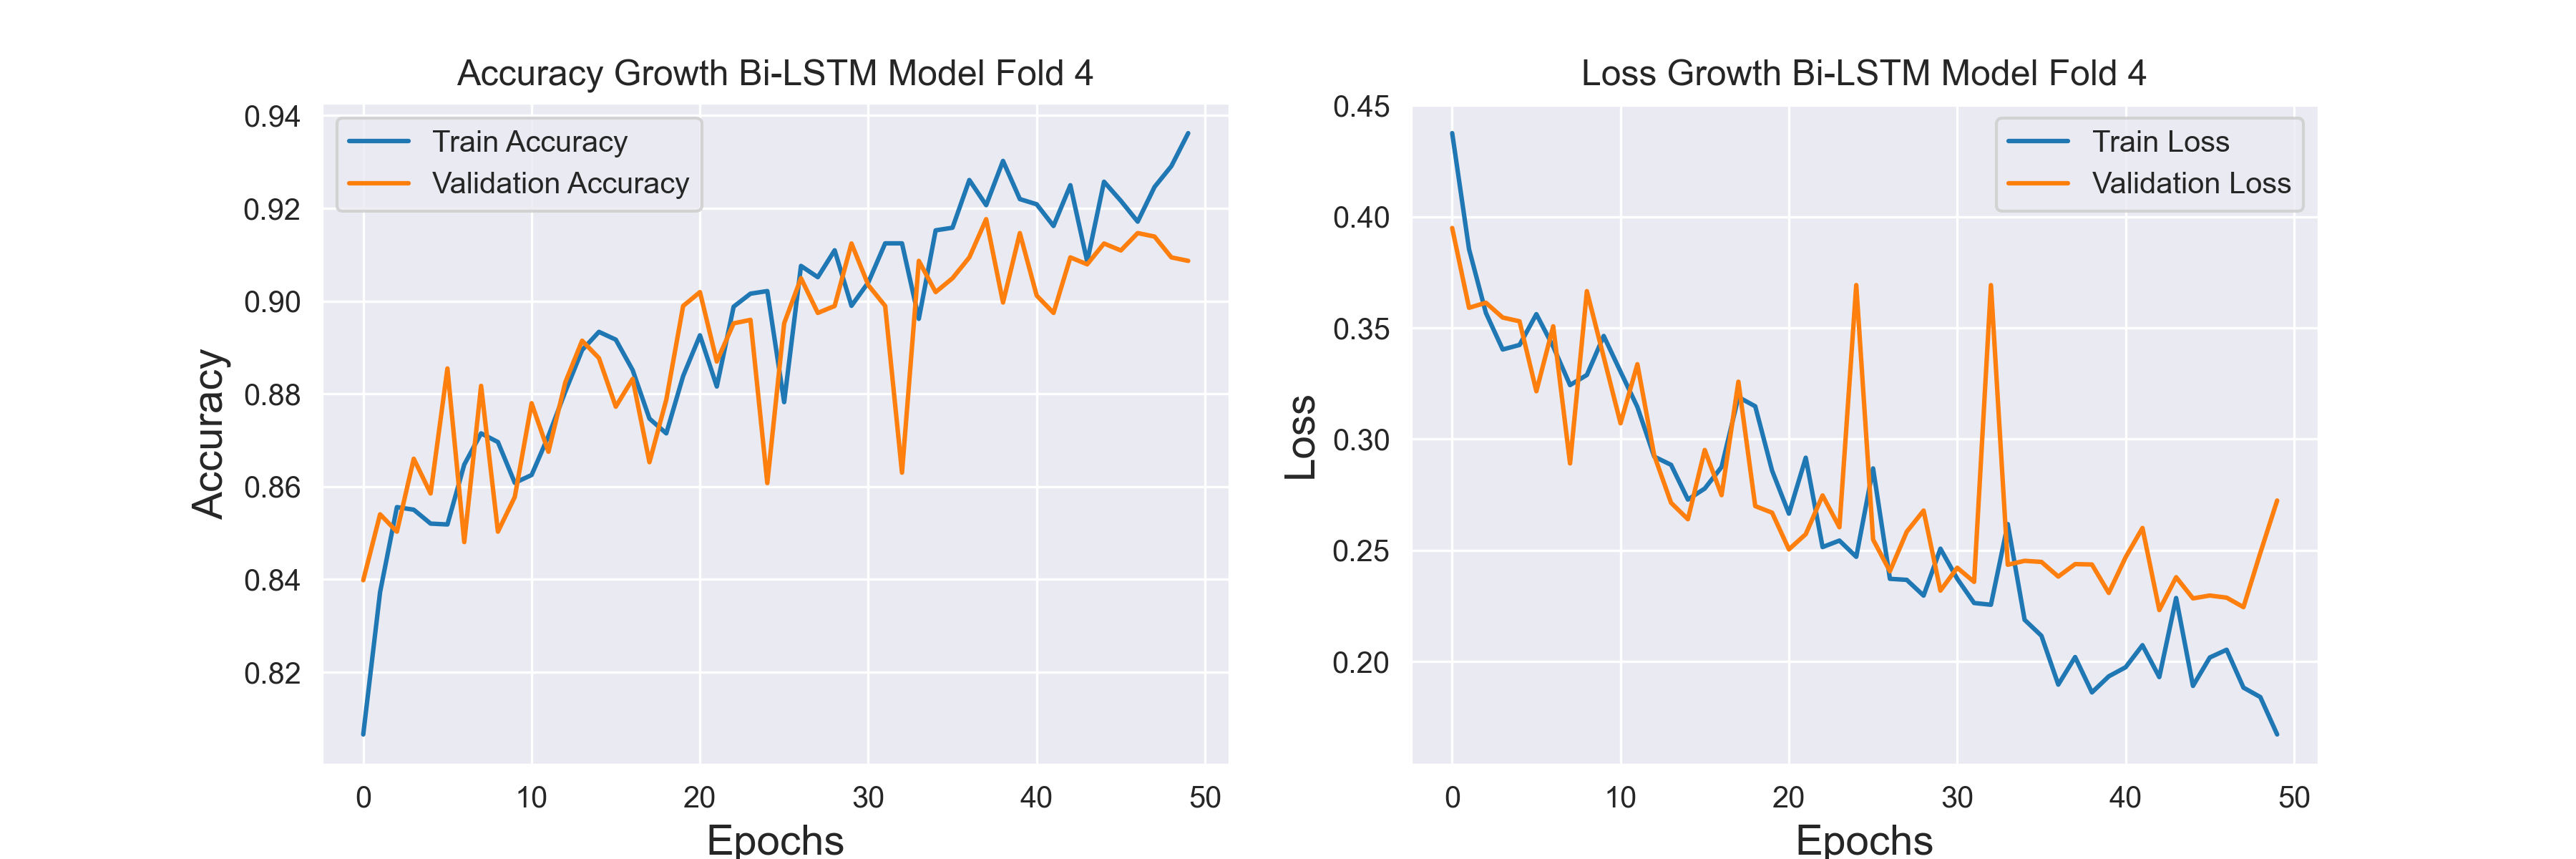 Accuracy Growth Bi-LSTM Model Fold 4
0.94
0.92
0.90
0.88
0.86
0.84
0.82
Accuracy
Train Accuracy
Validation Accuracy
0
10
20
30
40
50
Epochs
Loss Growth Bi-LSTM Model Fold 4
0.45
0.40
0.35
0.30
0.25
0.20
Loss
Train Loss
Validation Loss
0
10
20
30
40
50
Epochs